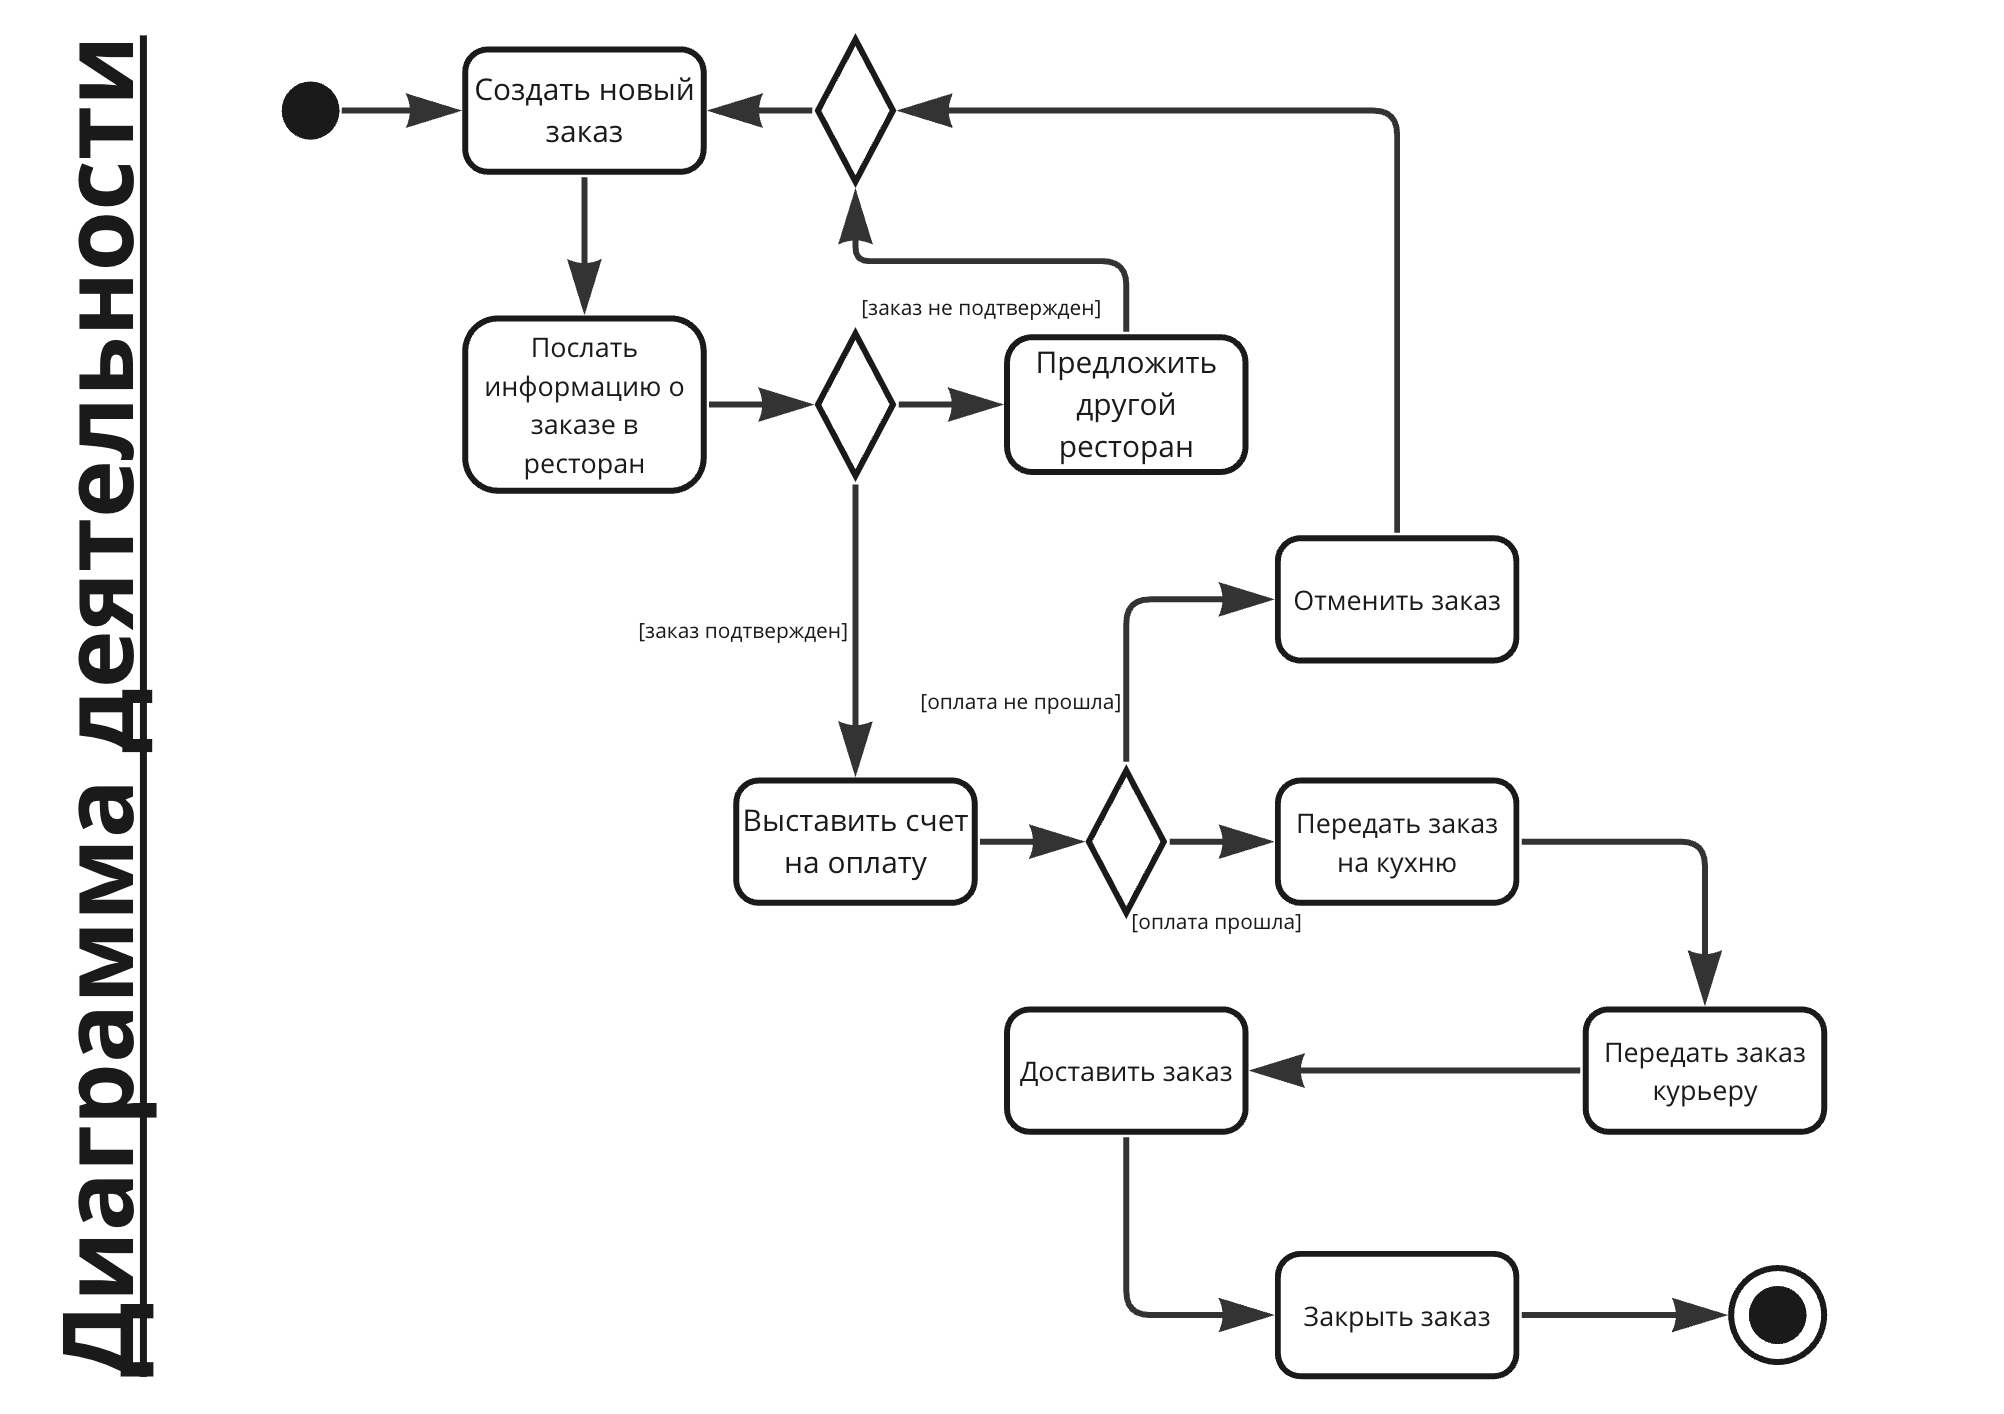 Диаграмма деятельности
Создать новый
заказ
Послать
информацию о
заказе в
ресторан
[заказ не подтвержден]
Предложить
другой
ресторан
[заказ подтвержден]
Отменить заказ
[оплата не прошла]
Выставить счет
на оплату
Передать заказ
на кухню
[оплата прошла]
Передать заказ
курьеру
Доставить заказ
Закрыть заказ